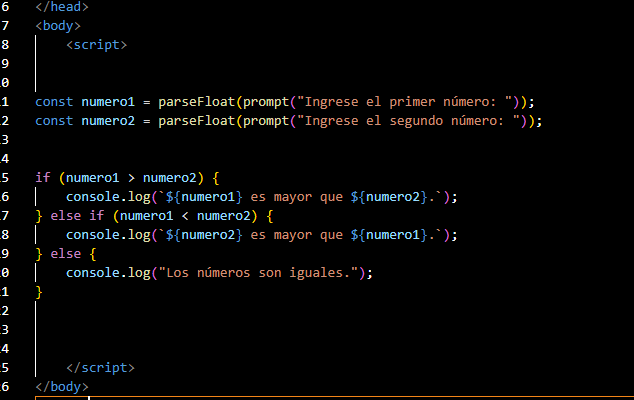 6 </head>
7 <body>
8 <script>
9
0
1 const numero1 = parseFloat(prompt("Ingrese el primer número: "));
2 const numero2 = parseFloat(prompt("Ingrese el segundo número: "));
3
4
5 if (numero1 > numero2) {
6 console.log(`${numero1} es mayor que ${numero2}.`);
7 } else if (numero1 < numero2) {
8 console.log(`${numero2} es mayor que ${numero1}.`);
9 } else {
0 console.log("Los números son iguales.");
1 }
2
3
4
5 </script>
6 </body>